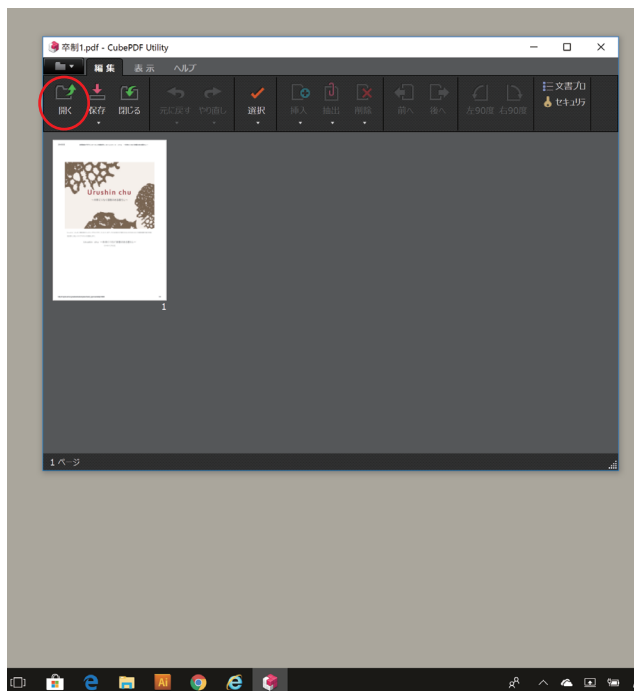 卒制1.pdf - CubePDF Utility
編集 表示 ヘルプ
開く 保存 閉じる 元に戻す やり直し 選択 挿入 抽出 削除 前へ 後へ 左90度 右90度
文書プロ
セキュリテ
Urushin chu
1
1 ページ
Ai